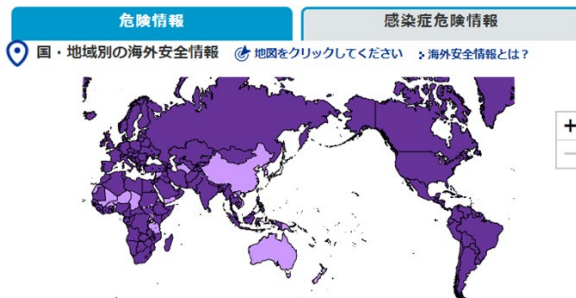 危険情報
感染症危険情報
国・地域別の海外安全情報 地図をクリックしてください 海外安全情報とは?
+
−